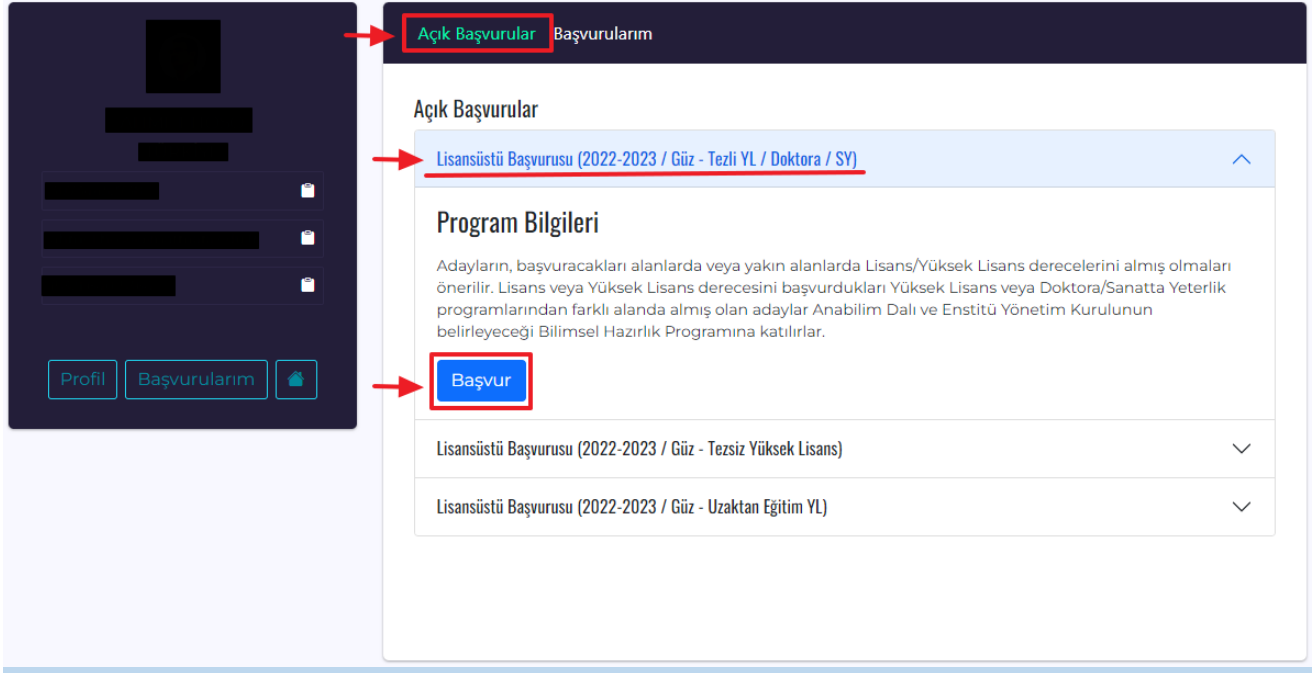 Açık Başvurular Başvurularım
Açık Başvurular
Lisansüstü Başvurusu (2022-2023 / Güz - Tezli YL / Doktora / SY)
Program Bilgileri
Adayların, başvuracakları alanlarda veya yakın alanlarda Lisans/Yüksek Lisans derecelerini almış olmaları
önerilir. Lisans veya Yüksek Lisans derecesini başvurdukları Yüksek Lisans veya Doktora/Sanatta Yeterlik
programlarından farklı alanda almış olan adaylar Anabilim Dalı ve Enstitü Yönetim Kurulunun
belirleyeceği Bilimsel Hazırlık Programına katılırlar.
Başvur
Lisansüstü Başvurusu (2022-2023 / Güz - Tezsiz Yüksek Lisans)
Lisansüstü Başvurusu (2022-2023 / Güz - Uzaktan Eğitim YL)
Profil Başvurularım